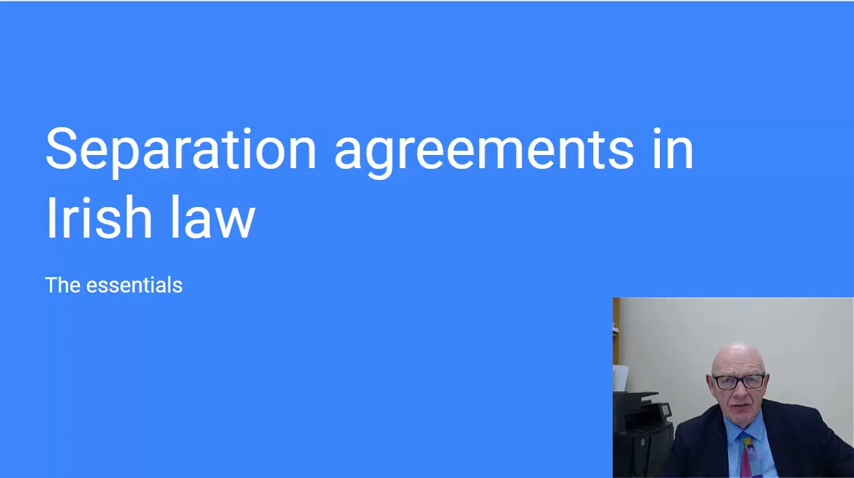 Separation agreements in
Irish law
The essentials